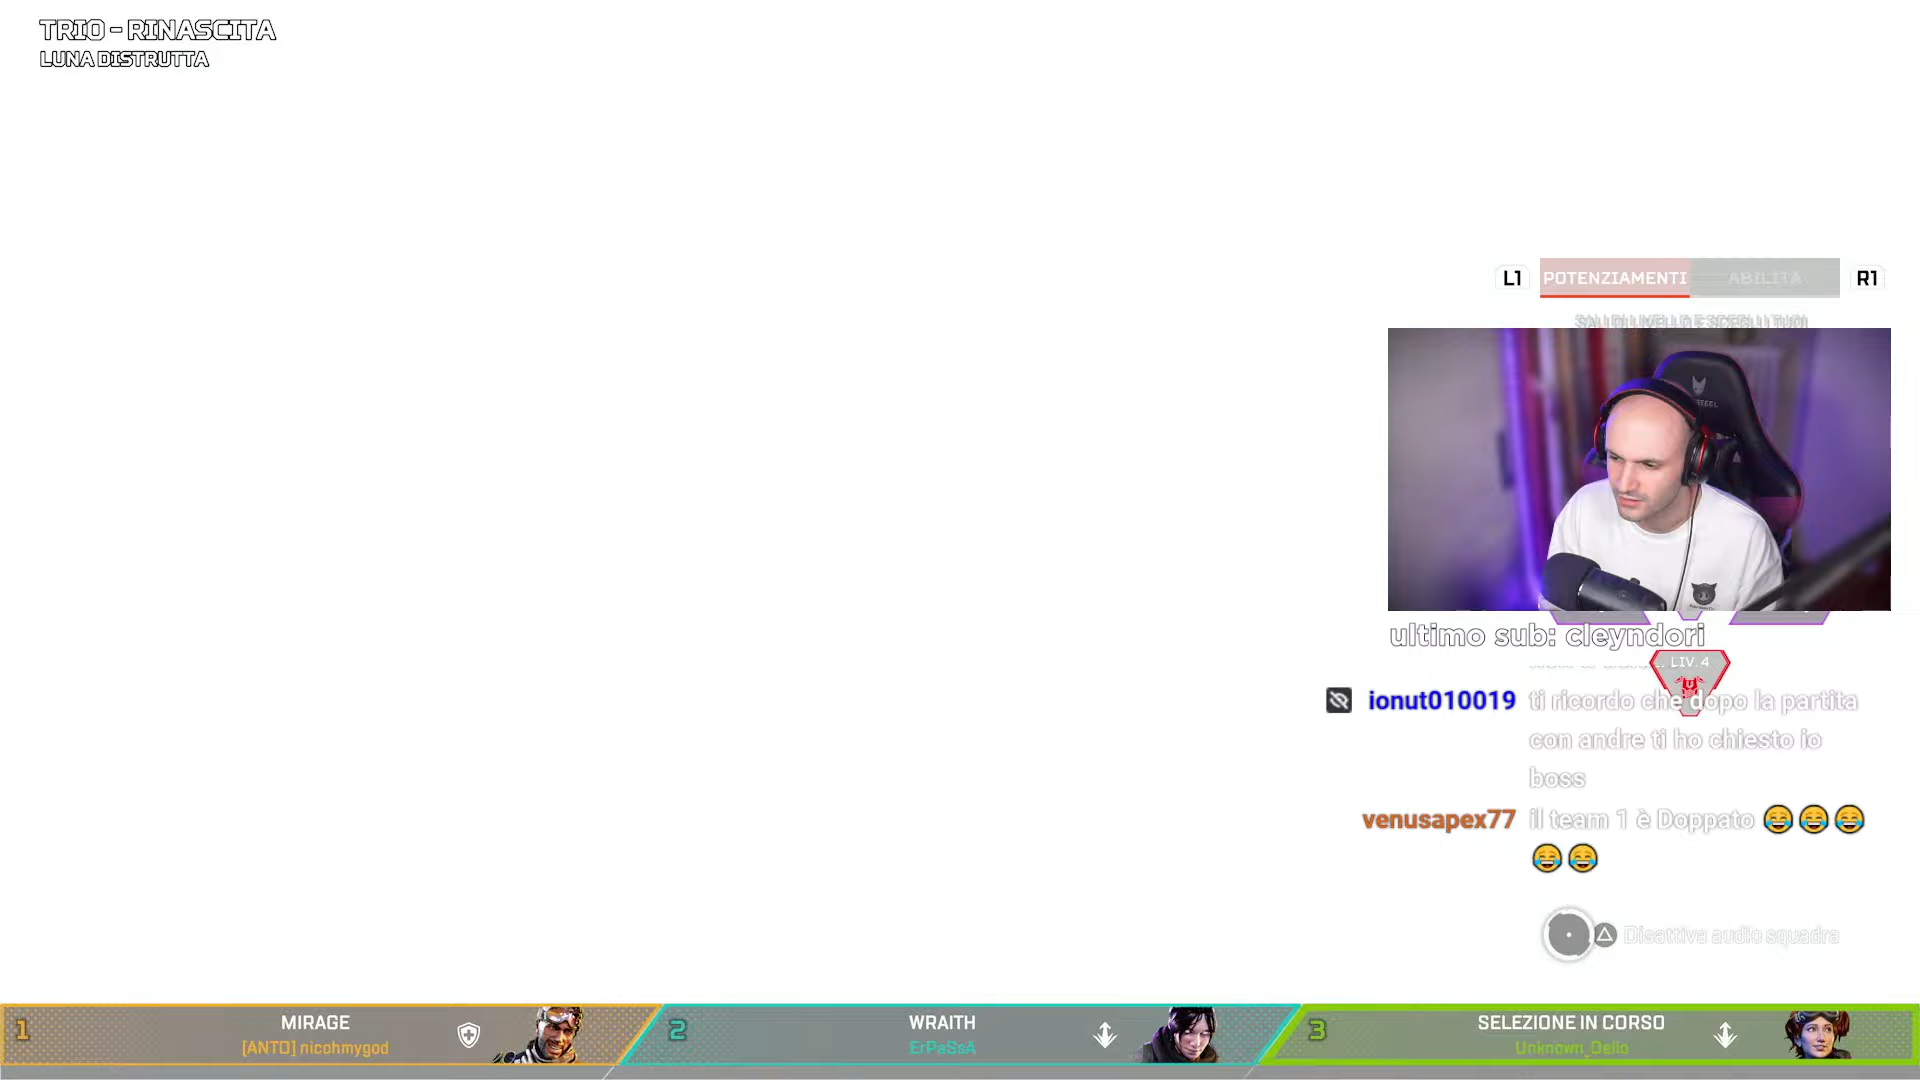 TRIO - RINASCITA
LUNA DISTRUTTA
L1 POTENZIAMENTI ABILITA R1
ultimo sub: cleyndori
LIV. 4
ionut010019 ti ricordo che dopo la partita
con andre ti ho chiesto io
boss
venusapex77 il team 1 è Doppato 😂😂😂
😂😂
Disattiva audio squadra
1 MIRAGE
[ANTO] nicohmygod
2 WRAITH
ErPaSsA
3 SELEZIONE IN CORSO
Unknown_Dello